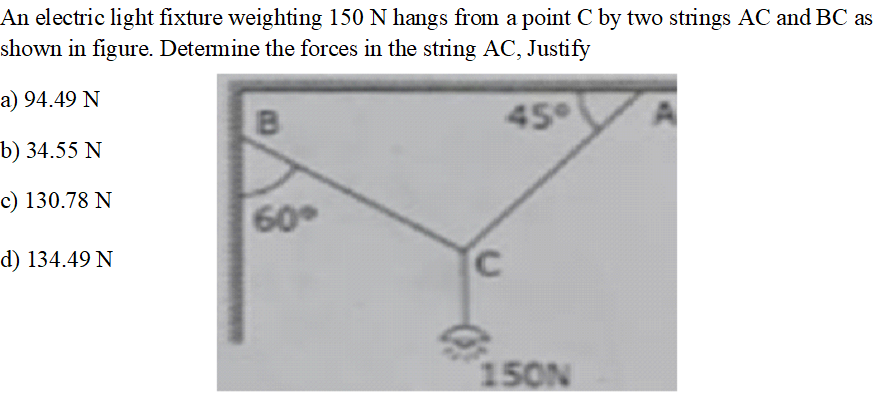 An electric light fixture weighting 150 N hangs from a point C by two strings AC and BC as
shown in figure. Determine the forces in the string AC, Justify
a) 94.49 N
b) 34.55 N
c) 130.78 N
d) 134.49 N
B
45°
A
60°
C
150N